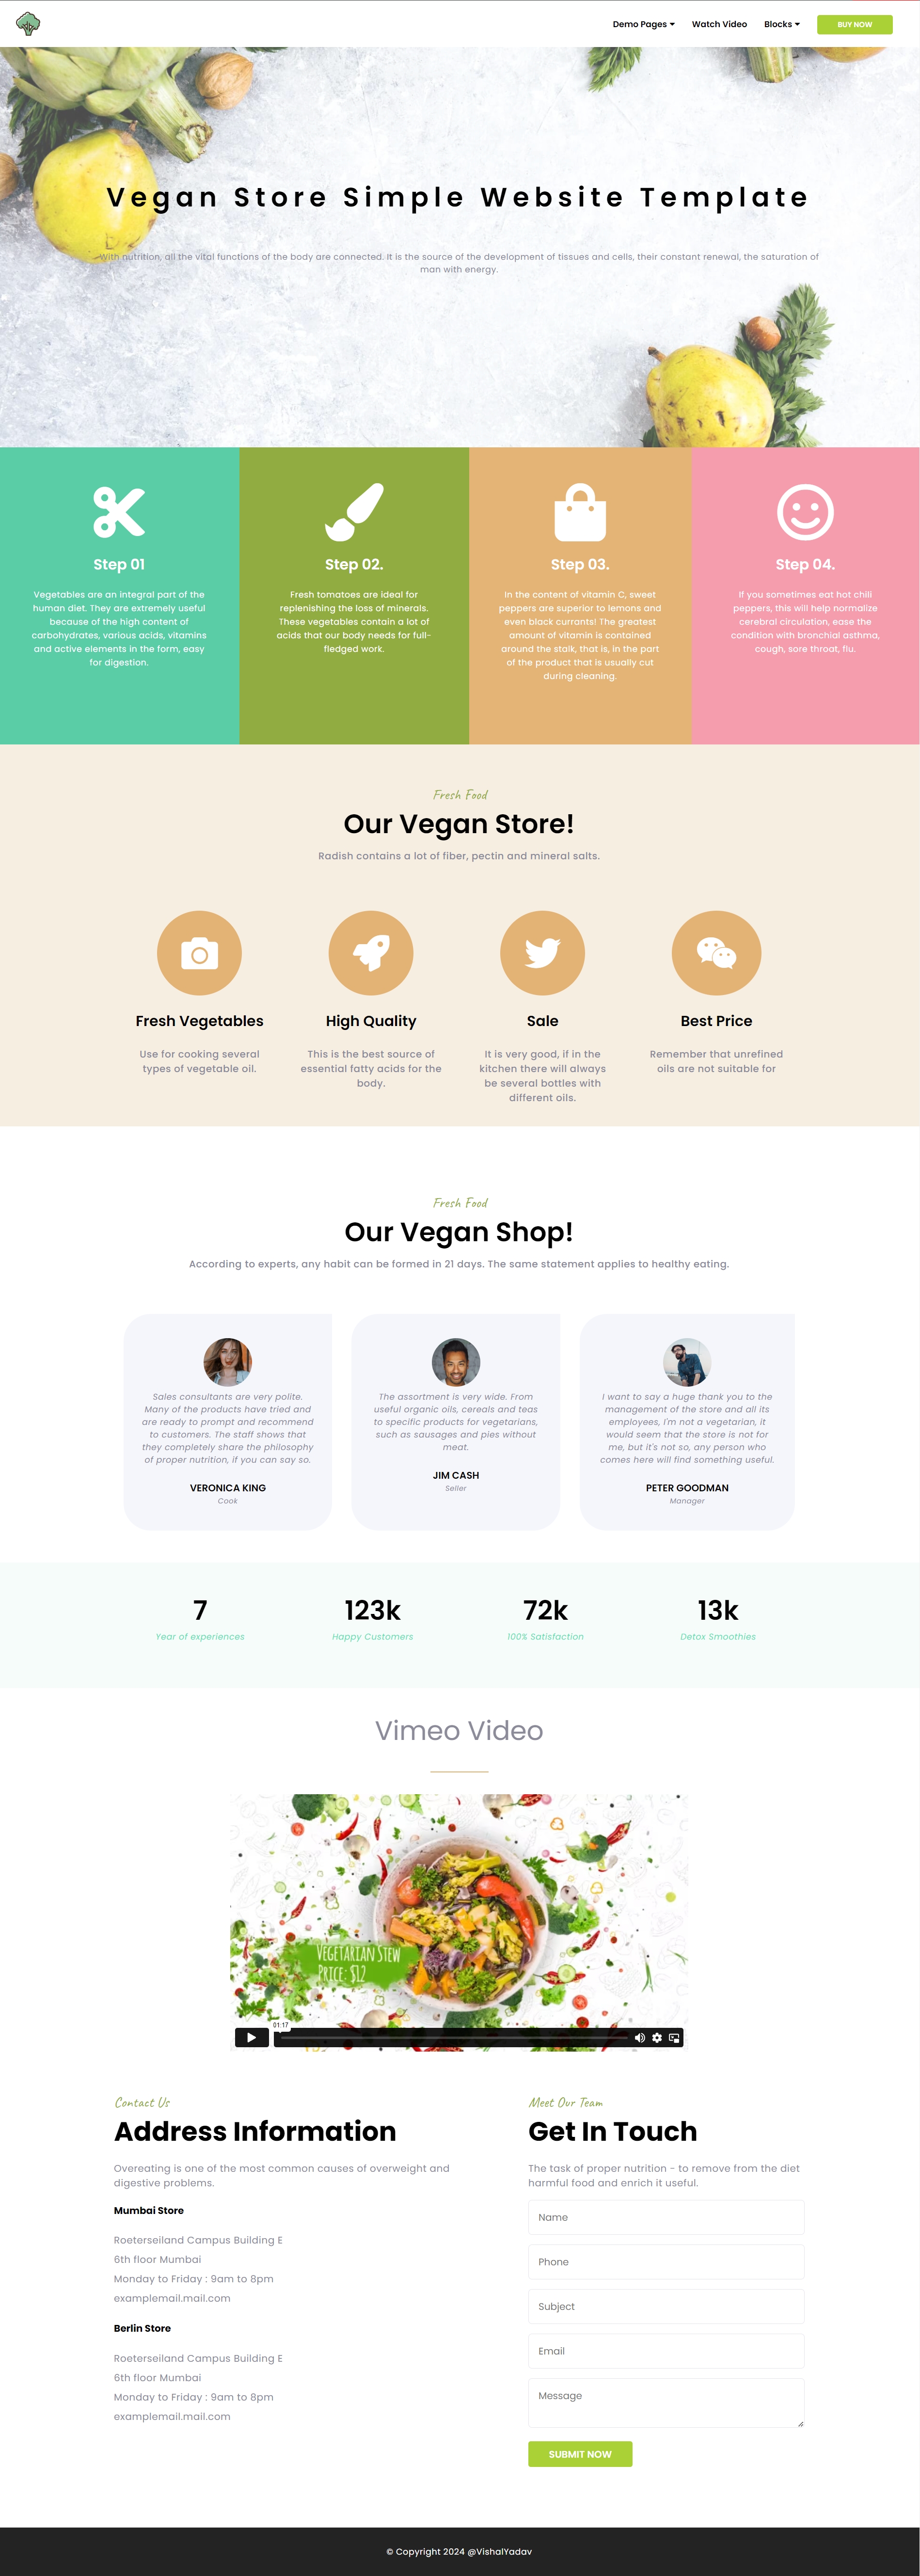 Demo Pages
Watch Video
Blocks
BUY NOW
Vegan Store Simple Website Template
With nutrition, all the vital functions of the body are connected. It is the source of the development of tissues and cells, their constant renewal, the saturation of
man with energy.
Step 01
Vegetables are an integral part of the
human diet. They are extremely useful
because of the high content of
carbohydrates, various acids, vitamins
and active elements in the form, easy
for digestion.
Step 02.
Fresh tomatoes are ideal for
replenishing the loss of minerals.
These vegetables contain a lot of
acids that our body needs for full-
fledged work.
Step 03.
In the content of vitamin C, sweet
peppers are superior to lemons and
even black currants! The greatest
amount of vitamin is contained
around the stalk, that is, in the part
of the product that is usually cut
during cleaning.
Step 04.
If you sometimes eat hot chili
peppers, this will help normalize
cerebral circulation, ease the
condition with bronchial asthma,
cough, sore throat, flu.
Fresh Food
Our Vegan Store!
Radish contains a lot of fiber, pectin and mineral salts.
Fresh Vegetables
Use for cooking several
types of vegetable oil.
High Quality
This is the best source of
essential fatty acids for the
body.
Sale
It is very good, if in the
kitchen there will always
be several bottles with
different oils.
Best Price
Remember that unrefined
oils are not suitable for
Fresh Food
Our Vegan Shop!
According to experts, any habit can be formed in 21 days. The same statement applies to healthy eating.
Sales consultants are very polite.
Many of the products have tried and
are ready to prompt and recommend
to customers. The staff shows that
they completely share the philosophy
of proper nutrition, if you can say so.
VERONICA KING
Cook
The assortment is very wide. From
useful organic oils, cereals and teas
to specific products for vegetarians,
such as sausages and pies without
meat.
JIM CASH
Seller
I want to say a huge thank you to the
management of the store and all its
employees, I'm not a vegetarian, it
would seem that the store is not for
me, but it's not so, any person who
comes here will find something useful.
PETER GOODMAN
Manager
7
Year of experiences
123k
Happy Customers
72k
100% Satisfaction
13k
Detox Smoothies
Vimeo Video
VEGETARIAN STEW
PRICE: $12
01:17
Contact Us
Address Information
Overeating is one of the most common causes of overweight and
digestive problems.
Mumbai Store
Roeterseiland Campus Building E
6th floor Mumbai
Monday to Friday : 9am to 8pm
examplemail.mail.com
Berlin Store
Roeterseiland Campus Building E
6th floor Mumbai
Monday to Friday : 9am to 8pm
examplemail.mail.com
Meet Our Team
Get In Touch
The task of proper nutrition - to remove from the diet
harmful food and enrich it useful.
Name
Phone
Subject
Email
Message
SUBMIT NOW
© Copyright 2024 @VishalYadav